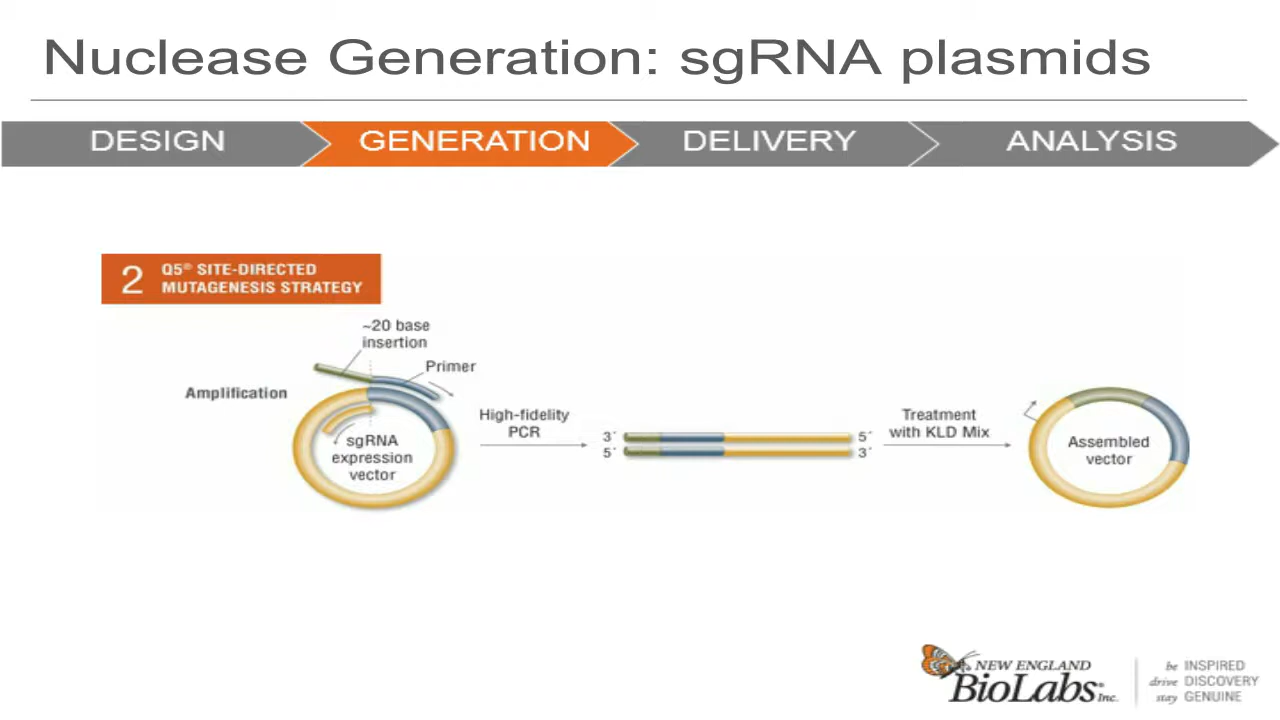 Nuclease Generation: sgRNA plasmids
DESIGN
GENERATION
DELIVERY
ANALYSIS
2
Q5® SITE-DIRECTED
MUTAGENESIS STRATEGY
~20 base
insertion
Primer
Amplification
sgRNA
expression
vector
High-fidelity
PCR
3´
5´
5´
3´
Treatment
with KLD Mix
Assembled
vector
NEW ENGLAND
BioLabs® Inc.
be INSPIRED
drive DISCOVERY
stay GENUINE